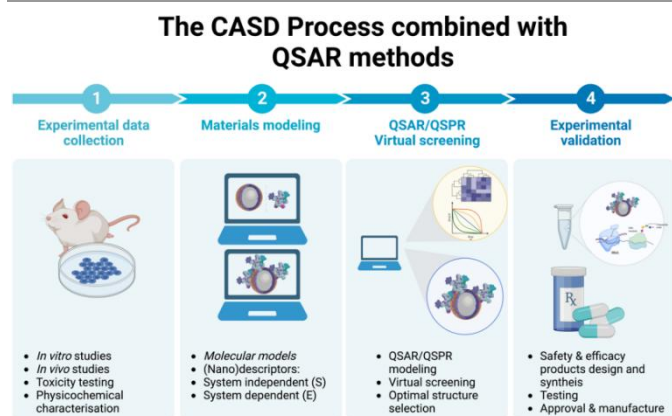 The CASD Process combined with
QSAR methods
1
2
3
4
Experimental data
collection
Materials modeling
QSAR/QSPR
Virtual screening
Experimental
validation
• In vitro studies
• In vivo studies
• Toxicity testing
• Physicochemical
characterisation
• Molecular models
• (Nano)descriptors:
• System independent (S)
• System dependent (E)
• QSAR/QSPR
modeling
• Virtual screening
• Optimal structure
selection
Rx
• Safety & efficacy
products design and
syntheis
• Testing
• Approval & manufacture